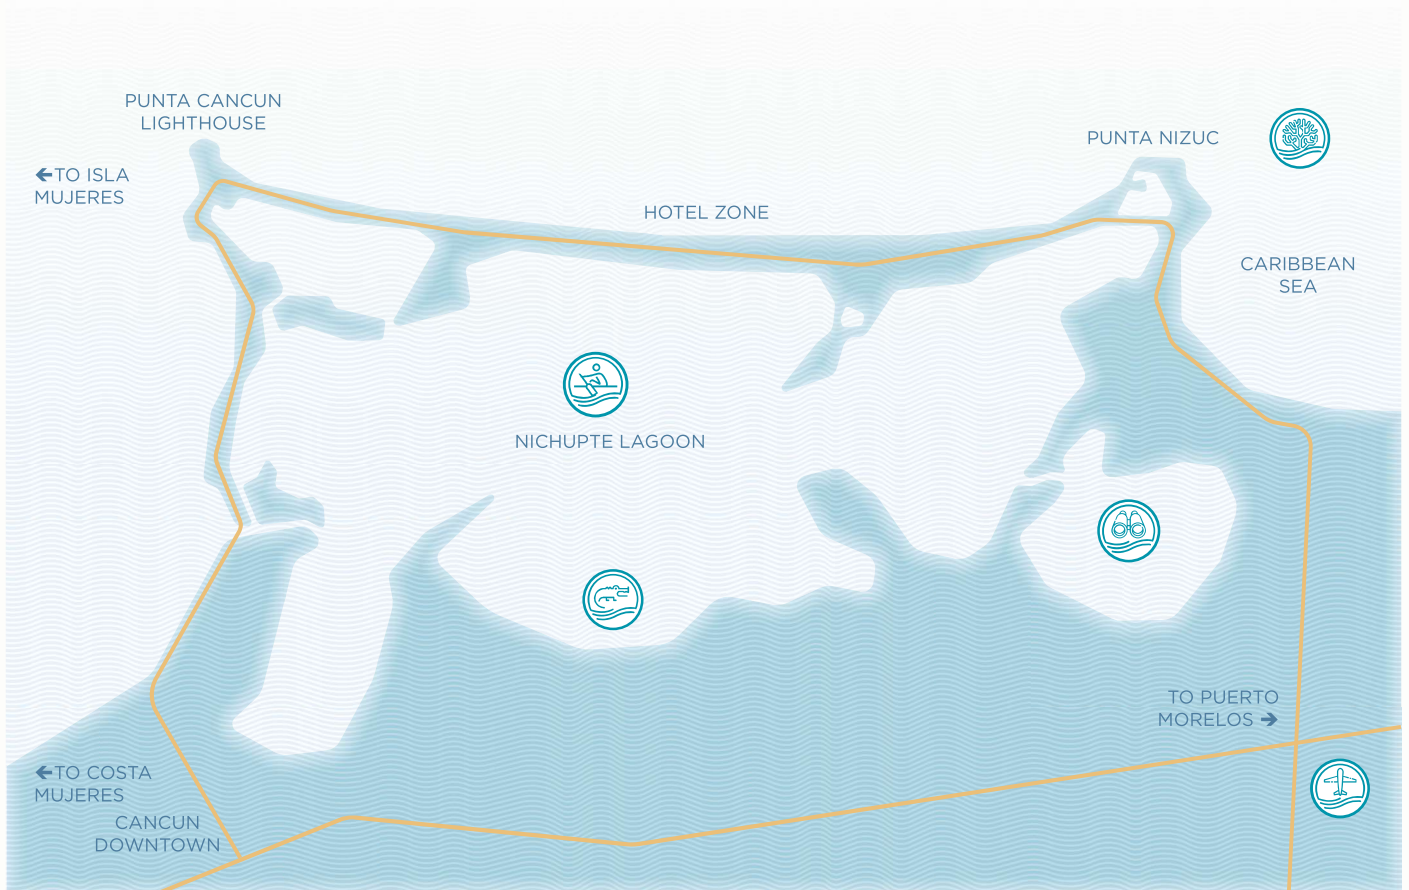 PUNTA CANCUN
LIGHTHOUSE
PUNTA NIZUC
TO ISLA
MUJERES
HOTEL ZONE
CARIBBEAN
SEA
NICHUPTE LAGOON
TO PUERTO
MORELOS
TO COSTA
MUJERES
CANCUN
DOWNTOWN